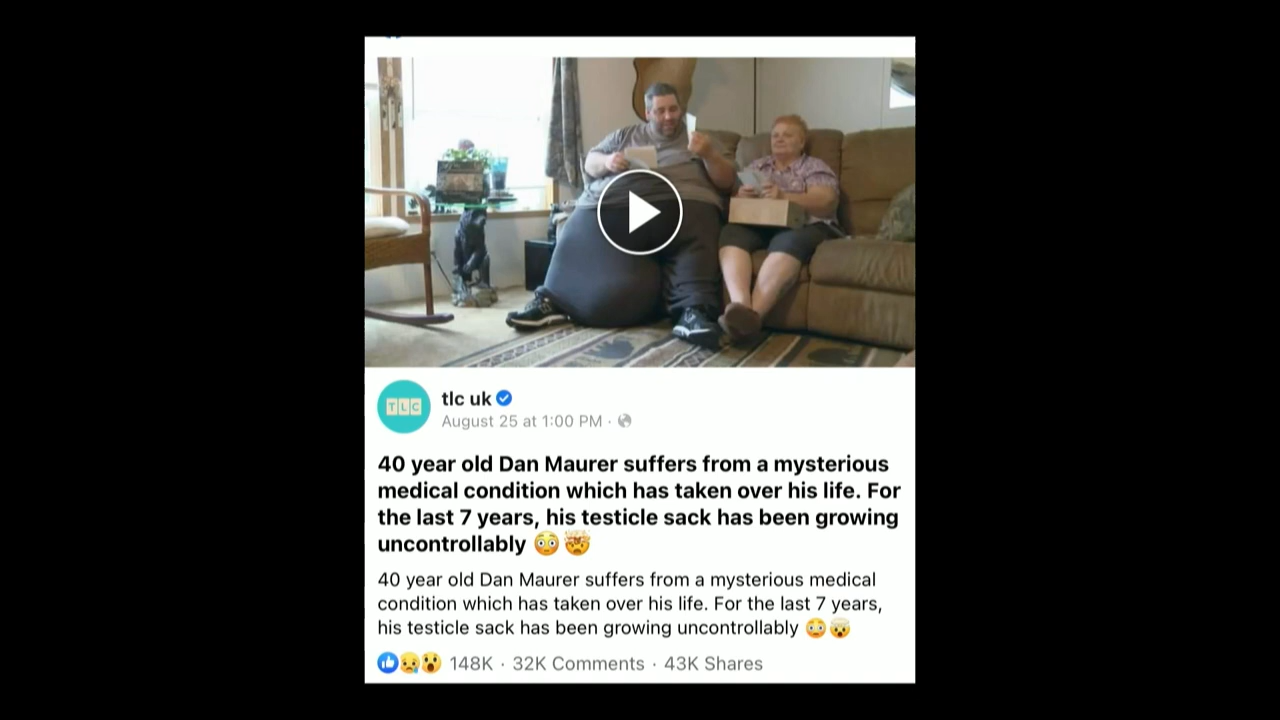 TLC
tlc uk
August 25 at 1:00 PM ·
40 year old Dan Maurer suffers from a mysterious
medical condition which has taken over his life. For
the last 7 years, his testicle sack has been growing
uncontrollably 😳🤯
40 year old Dan Maurer suffers from a mysterious medical
condition which has taken over his life. For the last 7 years,
his testicle sack has been growing uncontrollably 😳🤯
148K · 32K Comments · 43K Shares